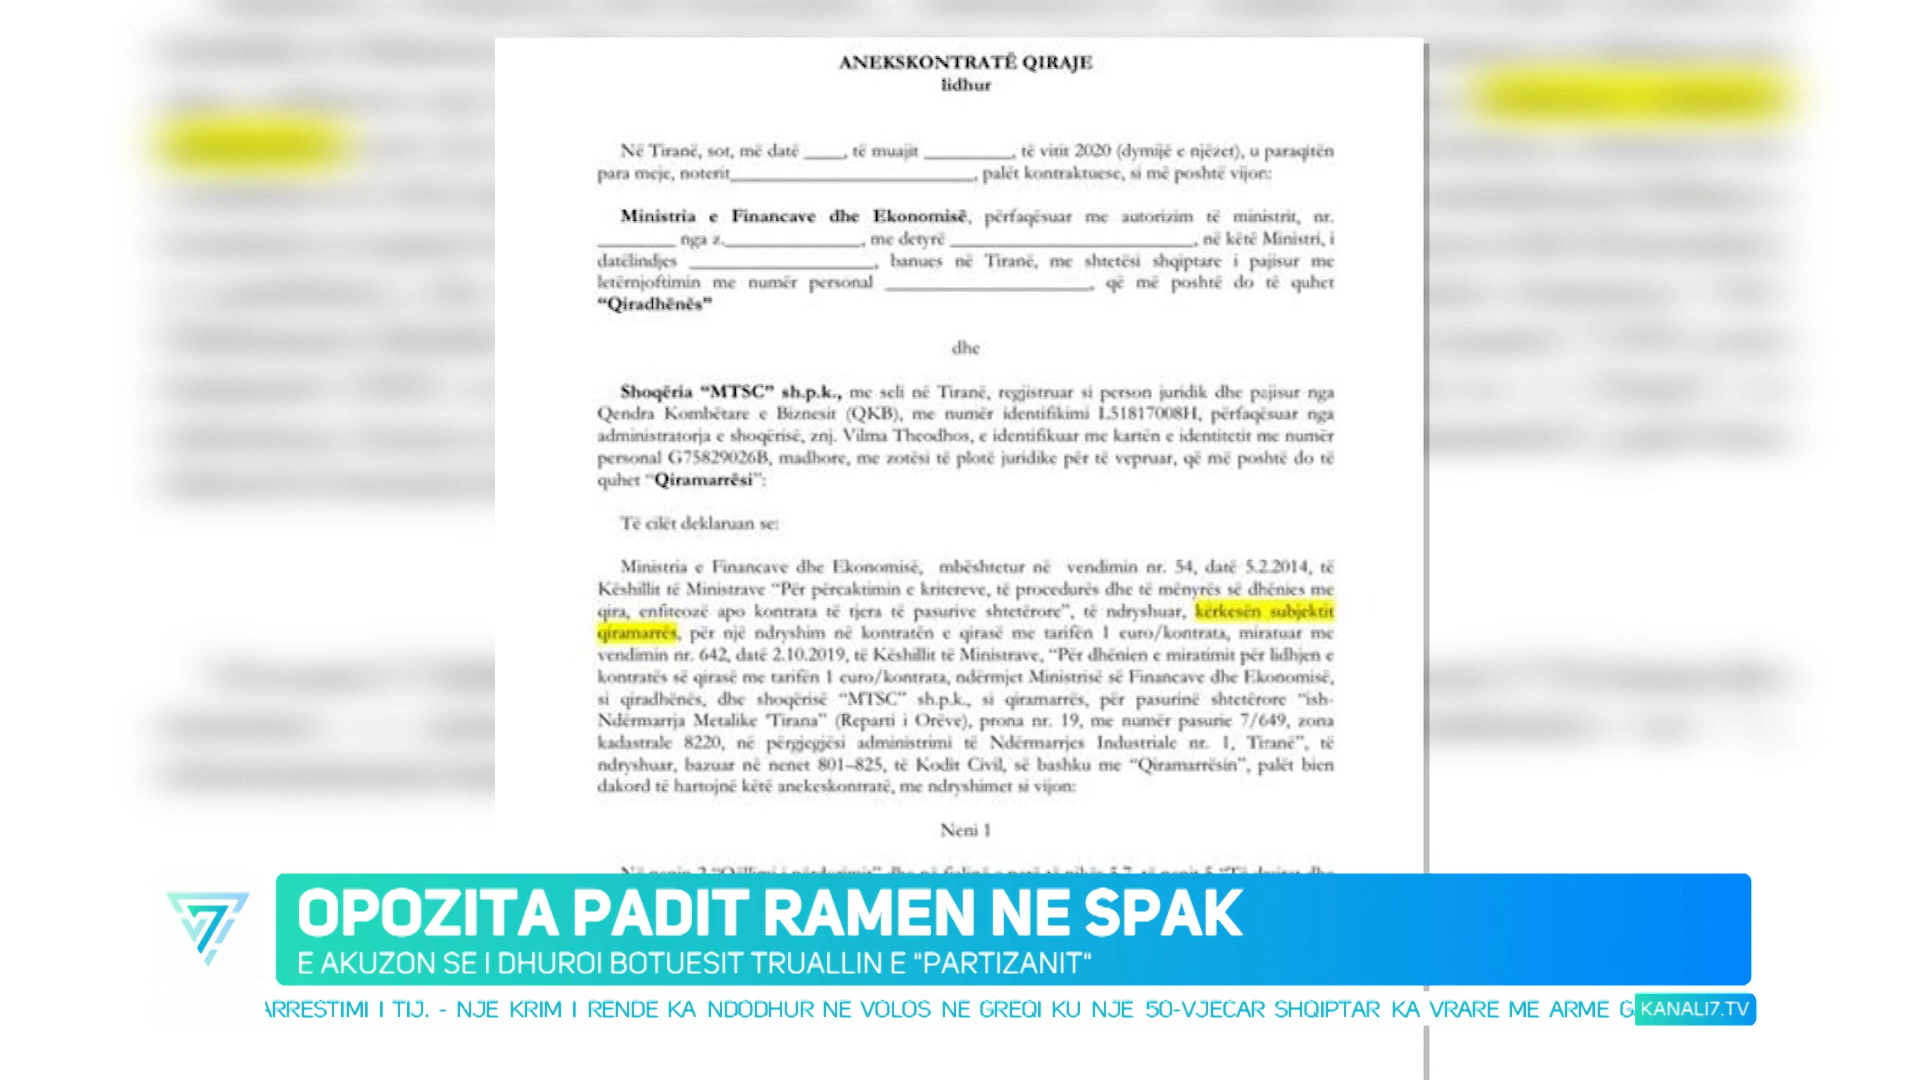 ANEKSKONTRATË QIRAJE
lidhur
Në Tiranë, sot, më datë ____, të muajit _________, të vitit 2020 (dymijë e njëzet), u paraqitën
para meje, noterit_________________________, palët kontraktuese, si më poshtë vijon:
Ministria e Financave dhe Ekonomisë, përfaqësuar me autorizim të ministrit, nr.
________ nga z.______________, me detyrë _________________________, në këtë Ministri, i
datëlindjes ___________________, banues në Tiranë, me shtetësi shqiptare i pajisur me
letërnjoftimin me numër personal _____________________, që më poshtë do të quhet
“Qiradhënës”
dhe
Shoqëria “MTSC” sh.p.k., me seli në Tiranë, regjistruar si person juridik dhe pajisur nga
Qendra Kombëtare e Biznesit (QKB), me numër identifikimi L51817008H, përfaqësuar nga
administratorja e shoqërisë, znj. Vilma Theodhos, e identifikuar me kartën e identitetit me numër
personal G75829026B, madhore, me zotësi të plotë juridike për të vepruar, që më poshtë do të
quhet “Qiramarrësi”:
Të cilët deklaruan se:
Ministria e Financave dhe Ekonomisë, mbështetur në vendimin nr. 54, datë 5.2.2014, të
Këshillit të Ministrave “Për përcaktimin e kritereve, të procedurës dhe të mënyrës së dhënies me
qira, enfiteozë apo kontrata të tjera të pasurive shtetërore”, të ndryshuar, kërkesën subjektit
qiramarrës, për një ndryshim në kontratën e qirasë me tarifën 1 euro/kontrata, miratuar me
vendimin nr. 642, datë 2.10.2019, të Këshillit të Ministrave, “Për dhënien e miratimit për lidhjen e
kontratës së qirasë me tarifën 1 euro/kontrata, ndërmjet Ministrisë së Financave dhe Ekonomisë,
si qiradhënës, dhe shoqërisë “MTSC” sh.p.k., si qiramarrës, për pasurinë shtetërore “ish-
Ndërmarrja Metalike ‘Tirana” (Reparti i Orëve), prona nr. 19, me numër pasurie 7/649, zona
kadastrale 8220, në përgjegjësi administrimi të Ndërmarrjes Industriale nr. 1, Tiranë”, të
ndryshuar, bazuar në nenet 801–825, të Kodit Civil, së bashku me “Qiramarrësin”, palët bien
dakord të hartojnë këtë anekeskontratë, me ndryshimet si vijon:
Neni 1
OPOZITA PADIT RAMEN NE SPAK
E AKUZON SE I DHUROI BOTUESIT TRUALLIN E "PARTIZANIT"
ARRESTIMI I TIJ. - NJE KRIM I RENDE KA NDODHUR NE VOLOS NE GREQI KU NJE 50-VJECAR SHQIPTAR KA VRARE ME ARME G
KANALI7.TV